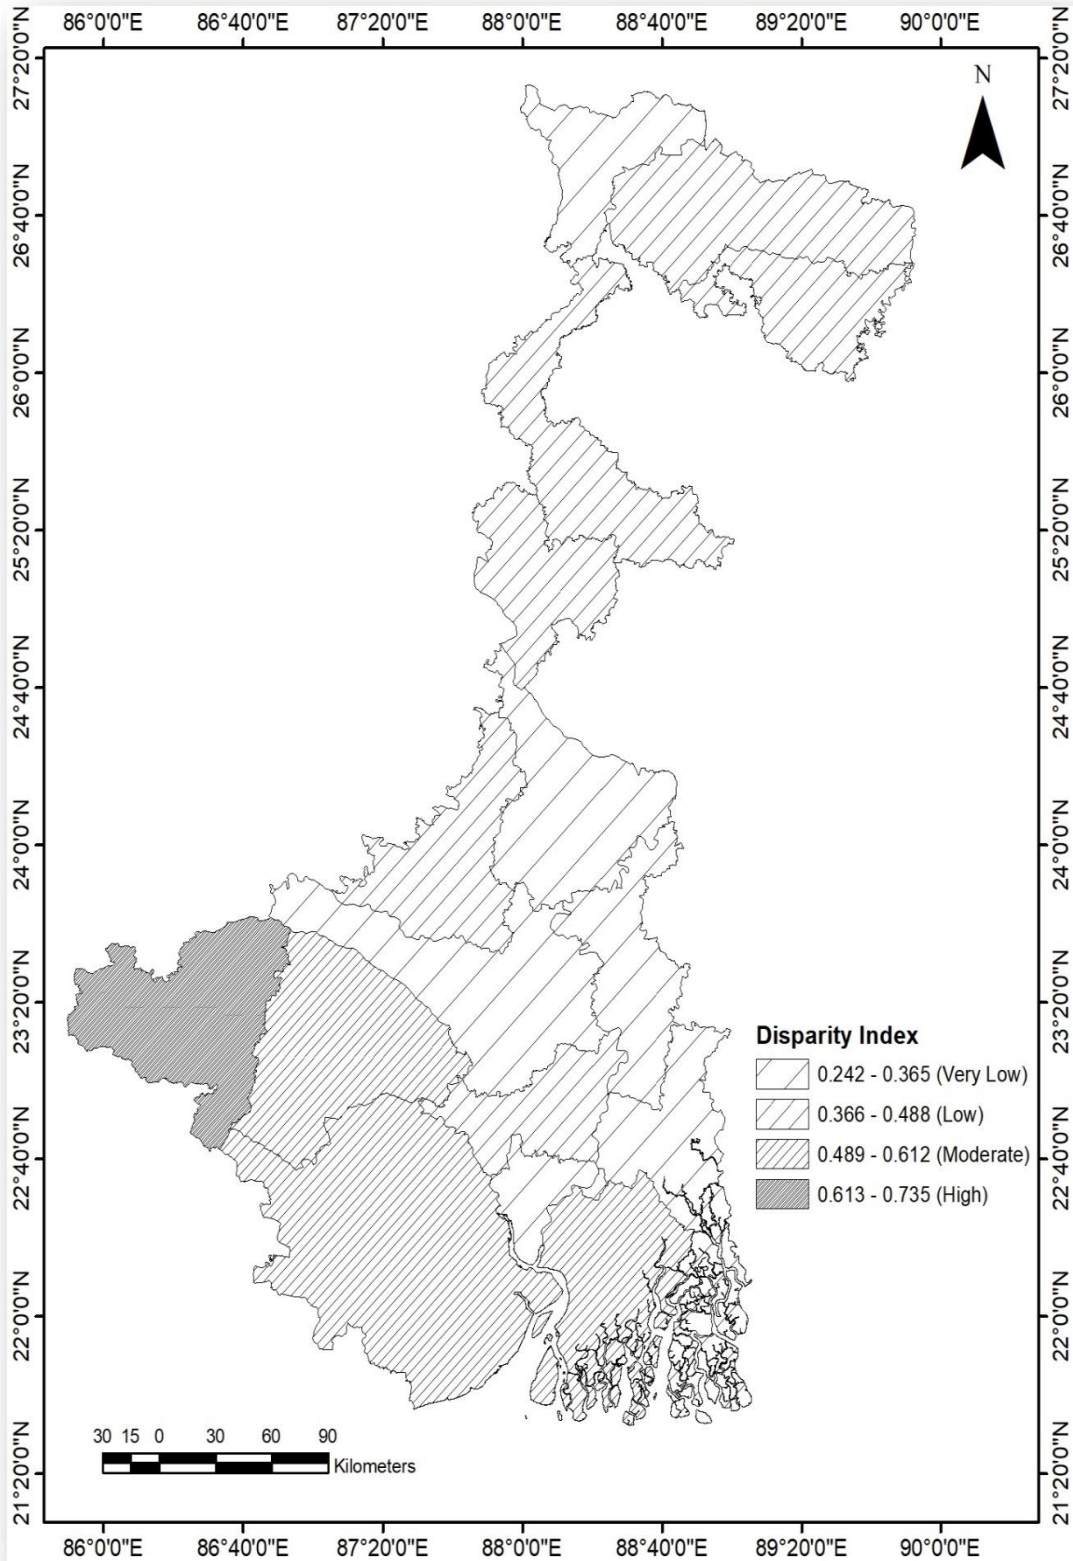 86°0'0"E 86°40'0"E 87°20'0"E 88°0'0"E 88°40'0"E 89°20'0"E 90°0'0"E
27°20'0"N 27°20'0"N
N
26°40'0"N 26°40'0"N
26°0'0"N 26°0'0"N
25°20'0"N 25°20'0"N
24°40'0"N 24°40'0"N
24°0'0"N 24°0'0"N
23°20'0"N 23°20'0"N
Disparity Index
0.242 - 0.365 (Very Low)
0.366 - 0.488 (Low)
0.489 - 0.612 (Moderate)
0.613 - 0.735 (High)
22°40'0"N 22°40'0"N
22°0'0"N 22°0'0"N
30 15 0 30 60 90
Kilometers
21°20'0"N 21°20'0"N
86°0'0"E 86°40'0"E 87°20'0"E 88°0'0"E 88°40'0"E 89°20'0"E 90°0'0"E